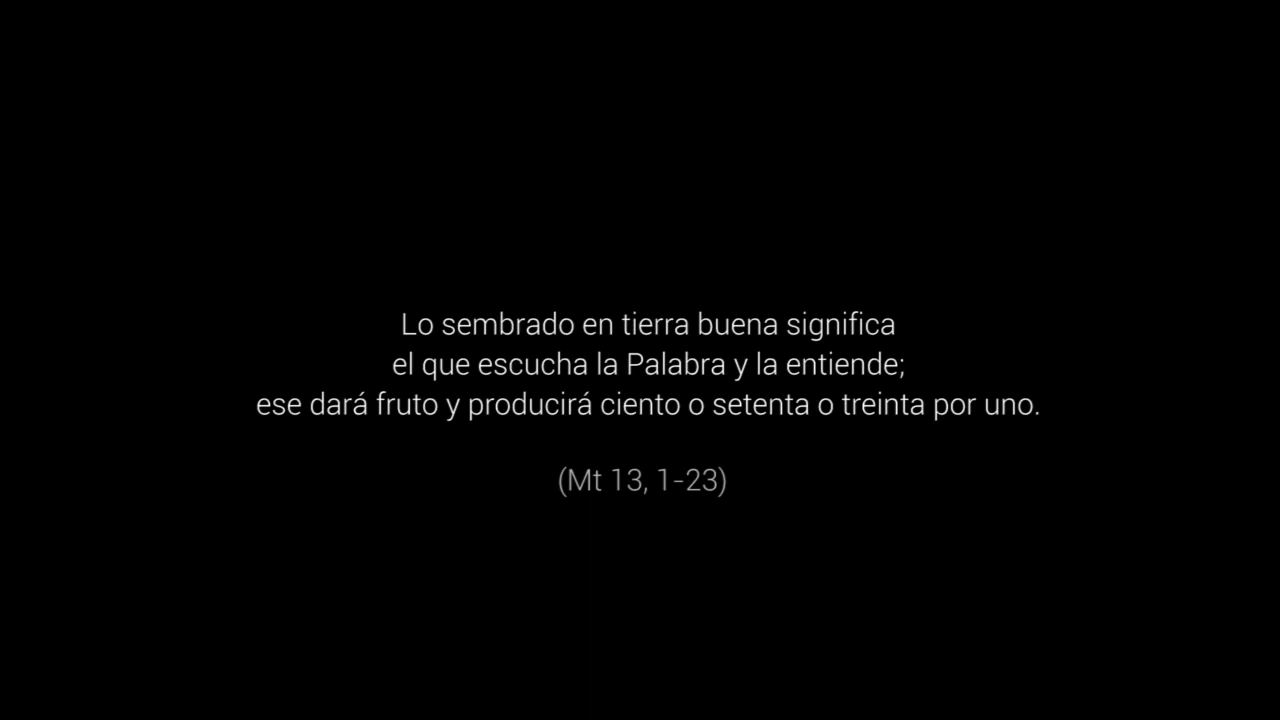 Lo sembrado en tierra buena significa
el que escucha la Palabra y la entiende;
ese dará fruto y producirá ciento o setenta o treinta por uno.
(Mt 13, 1-23)